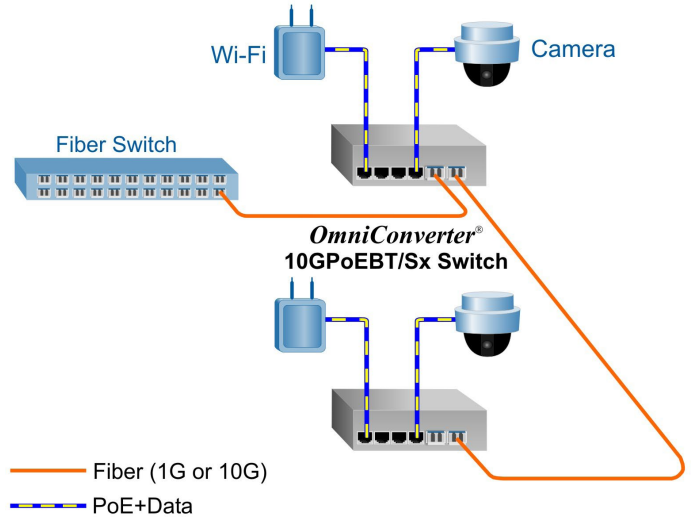 Wi-Fi
Camera
Fiber Switch
OmniConverter®
10GPoEBT/Sx Switch
Fiber (1G or 10G)
PoE+Data